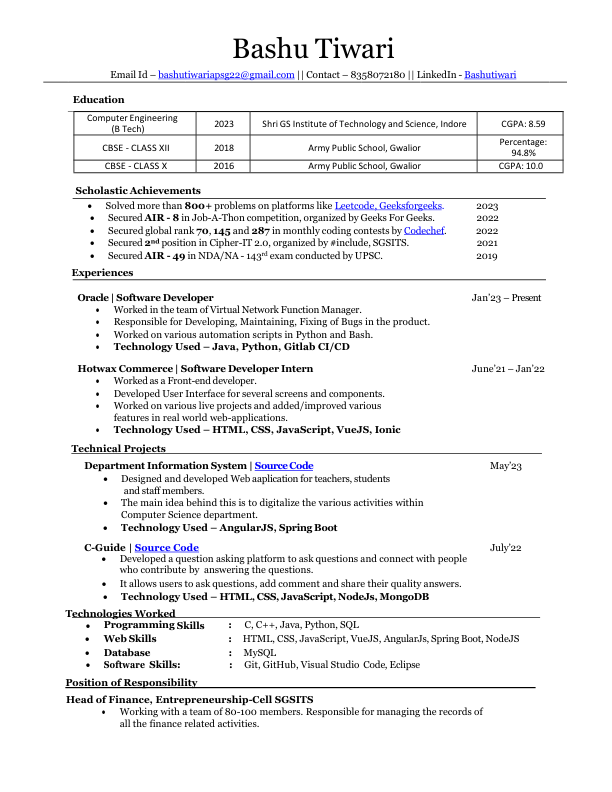 Bashu Tiwari
Email Id – bashutiwariapsg22@gmail.com || Contact – 8358072180 || LinkedIn - Bashutiwari
Education
Computer Engineering (B Tech) 2023 Shri GS Institute of Technology and Science, Indore CGPA: 8.59
CBSE - CLASS XII 2018 Army Public School, Gwalior Percentage: 94.8%
CBSE - CLASS X 2016 Army Public School, Gwalior CGPA: 10.0
Scholastic Achievements
• Solved more than 800+ problems on platforms like Leetcode, Geeksforgeeks. 2023
• Secured AIR - 8 in Job-A-Thon competition, organized by Geeks For Geeks. 2022
• Secured global rank 70, 145 and 287 in monthly coding contests by Codechef. 2022
• Secured 2nd position in Cipher-IT 2.0, organized by #include, SGSITS. 2021
• Secured AIR - 49 in NDA/NA - 143rd exam conducted by UPSC. 2019
Experiences
Oracle | Software Developer Jan'23 – Present
• Worked in the team of Virtual Network Function Manager.
• Responsible for Developing, Maintaining, Fixing of Bugs in the product.
• Worked on various automation scripts in Python and Bash.
• Technology Used – Java, Python, Gitlab CI/CD
Hotwax Commerce | Software Developer Intern June'21 – Jan'22
• Worked as a Front-end developer.
• Developed User Interface for several screens and components.
• Worked on various live projects and added/improved various
features in real world web-applications.
• Technology Used – HTML, CSS, JavaScript, VueJS, Ionic
Technical Projects
Department Information System | Source Code May'23
• Designed and developed Web aaplication for teachers, students
and staff members.
• The main idea behind this is to digitalize the various activities within
Computer Science department.
• Technology Used – AngularJS, Spring Boot
C-Guide | Source Code July'22
• Developed a question asking platform to ask questions and connect with people
who contribute by answering the questions.
• It allows users to ask questions, add comment and share their quality answers.
• Technology Used – HTML, CSS, JavaScript, NodeJs, MongoDB
Technologies Worked
• Programming Skills : C, C++, Java, Python, SQL
• Web Skills : HTML, CSS, JavaScript, VueJS, AngularJs, Spring Boot, NodeJS
• Database : MySQL
• Software Skills: : Git, GitHub, Visual Studio Code, Eclipse
Position of Responsibility
Head of Finance, Entrepreneurship-Cell SGSITS
• Working with a team of 80-100 members. Responsible for managing the records of
all the finance related activities.